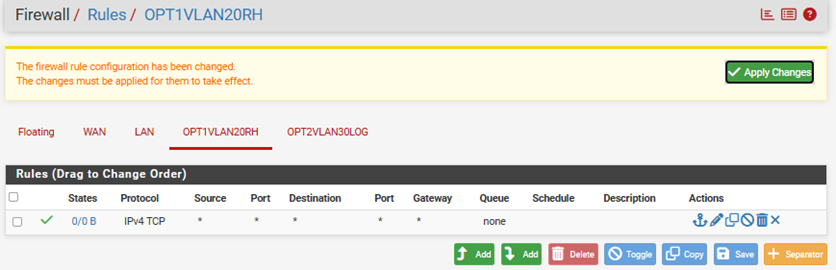 Firewall / Rules / OPT1VLAN20RH
The firewall rule configuration has been changed.
The changes must be applied for them to take effect.
Apply Changes
Floating WAN LAN OPT1VLAN20RH OPT2VLAN30LOG
Rules (Drag to Change Order)
States Protocol Source Port Destination Port Gateway Queue Schedule Description Actions
0/0 B IPv4 TCP * * * * * none
Add Add Delete Toggle Copy Save Separator